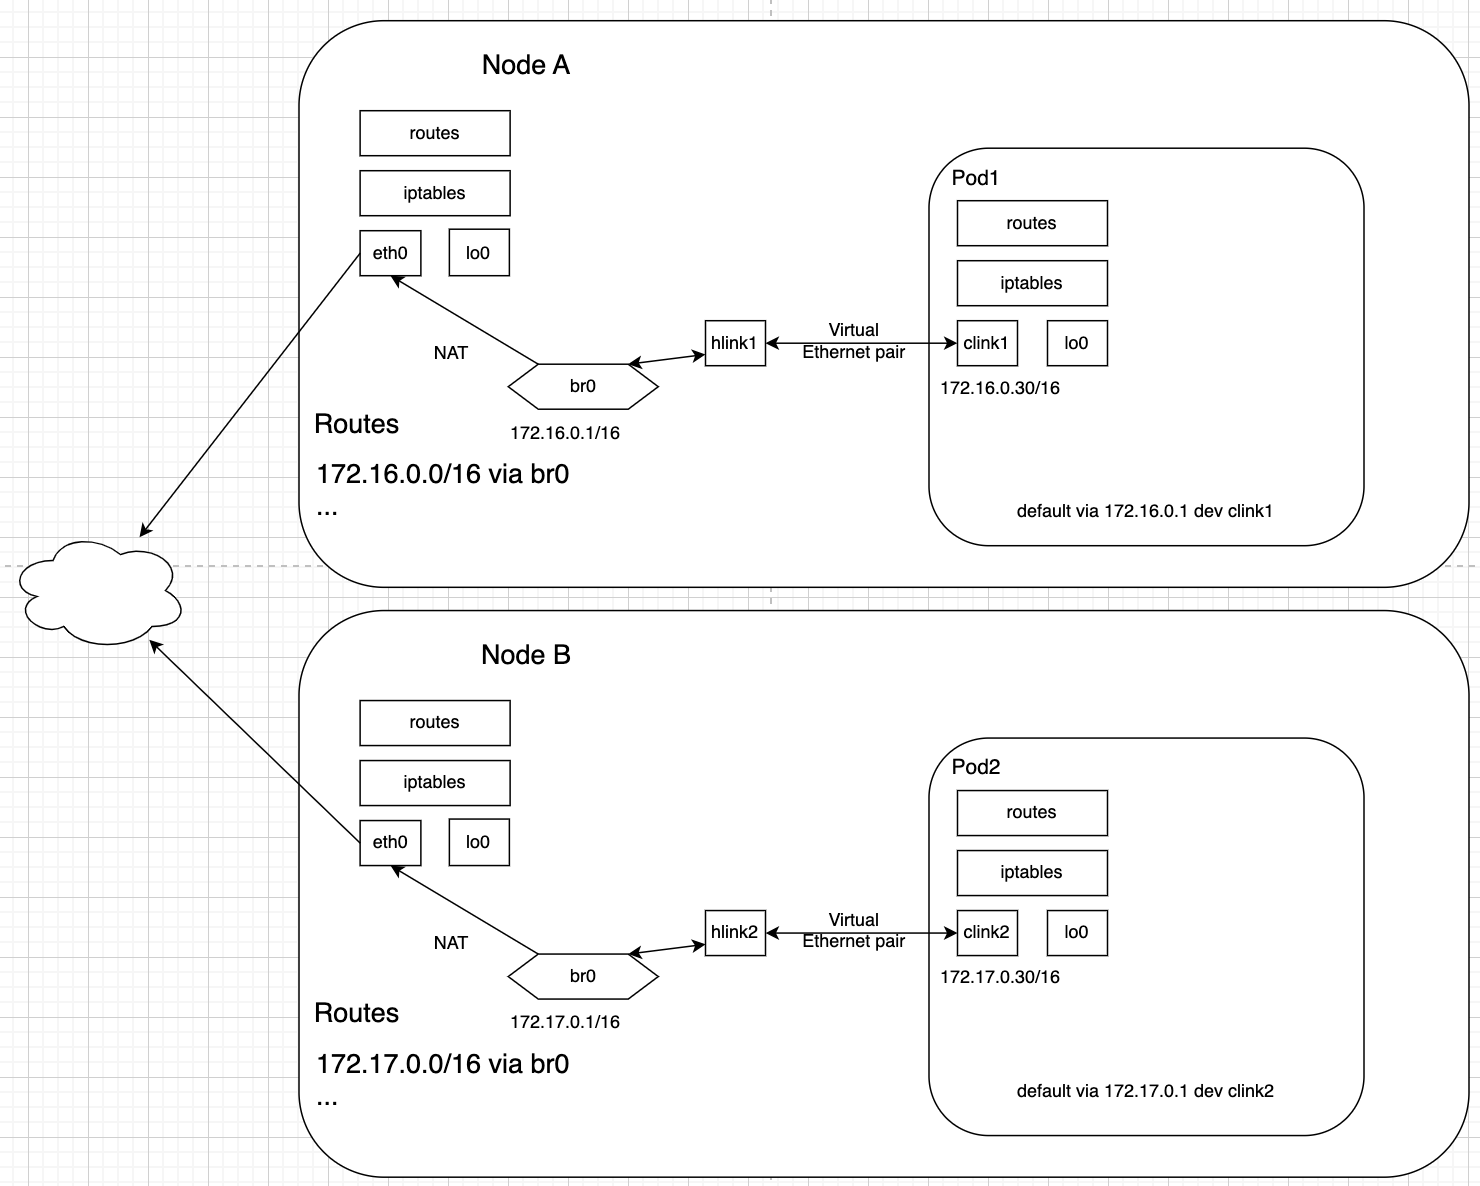 Node A
routes
iptables
eth0
lo0
NAT
br0
172.16.0.1/16
hlink1
Virtual
Ethernet pair
Routes
172.16.0.0/16 via br0
...
Pod1
routes
iptables
clink1
lo0
172.16.0.30/16
default via 172.16.0.1 dev clink1
Node B
routes
iptables
eth0
lo0
NAT
br0
172.17.0.1/16
hlink2
Virtual
Ethernet pair
Routes
172.17.0.0/16 via br0
...
Pod2
routes
iptables
clink2
lo0
172.17.0.30/16
default via 172.17.0.1 dev clink2